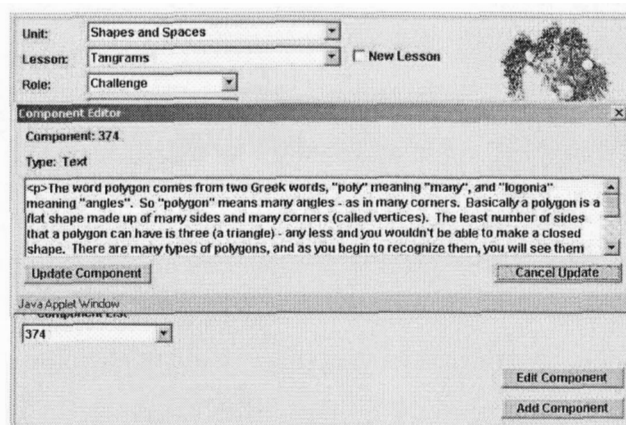 Unit: Shapes and Spaces
Lesson: Tangrams New Lesson
Role: Challenge
Component Editor
Component: 374
Type: Text
<p>The word polygon comes from two Greek words, "poly" meaning "many", and "logonia"
meaning "angles". So "polygon" means many angles - as in many corners. Basically a polygon is a
flat shape made up of many sides and many corners (called vertices). The least number of sides
that a polygon can have is three (a triangle) - any less and you wouldn't be able to make a closed
shape. There are many types of polygons, and as you begin to recognize them, you will see them
Update Component Cancel Update
Java Applet Window
Component List
374
Edit Component
Add Component